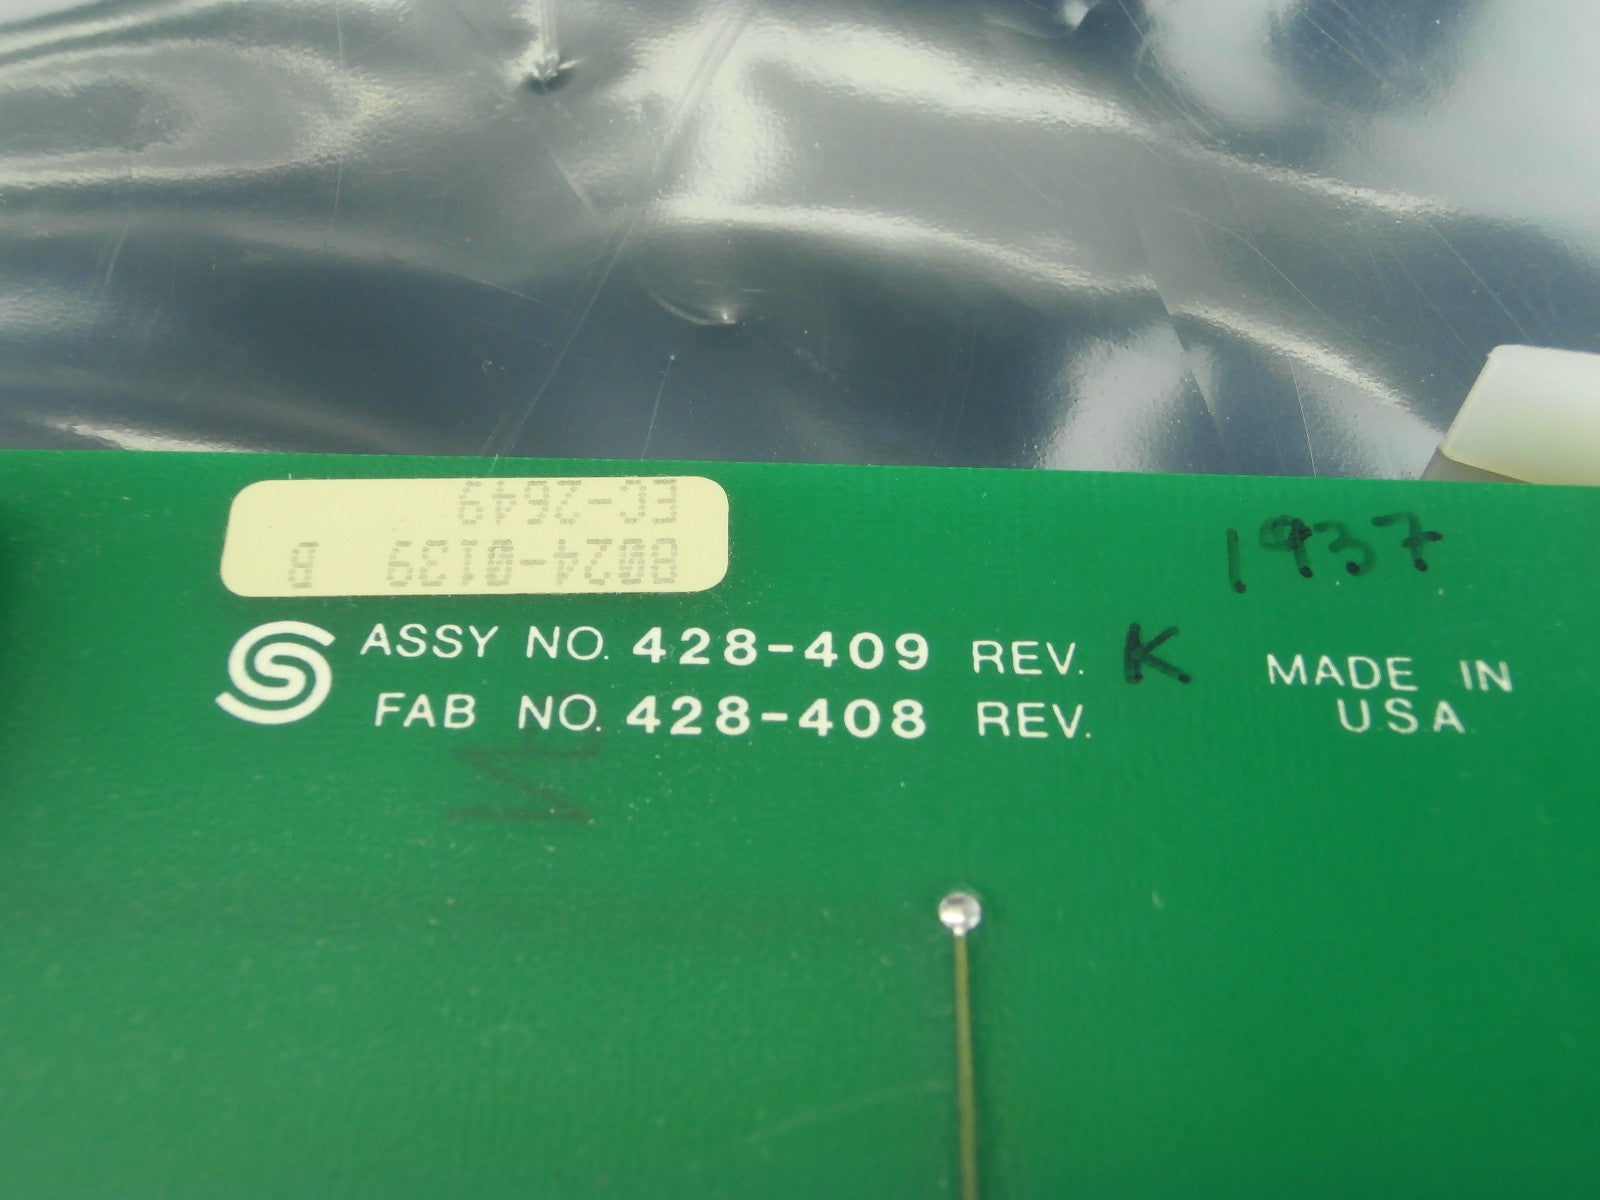 8024-0139 B
EC-2649
1937
ASSY NO. 428-409 REV. K
FAB NO. 428-408 REV.
MADE IN
U.S.A.